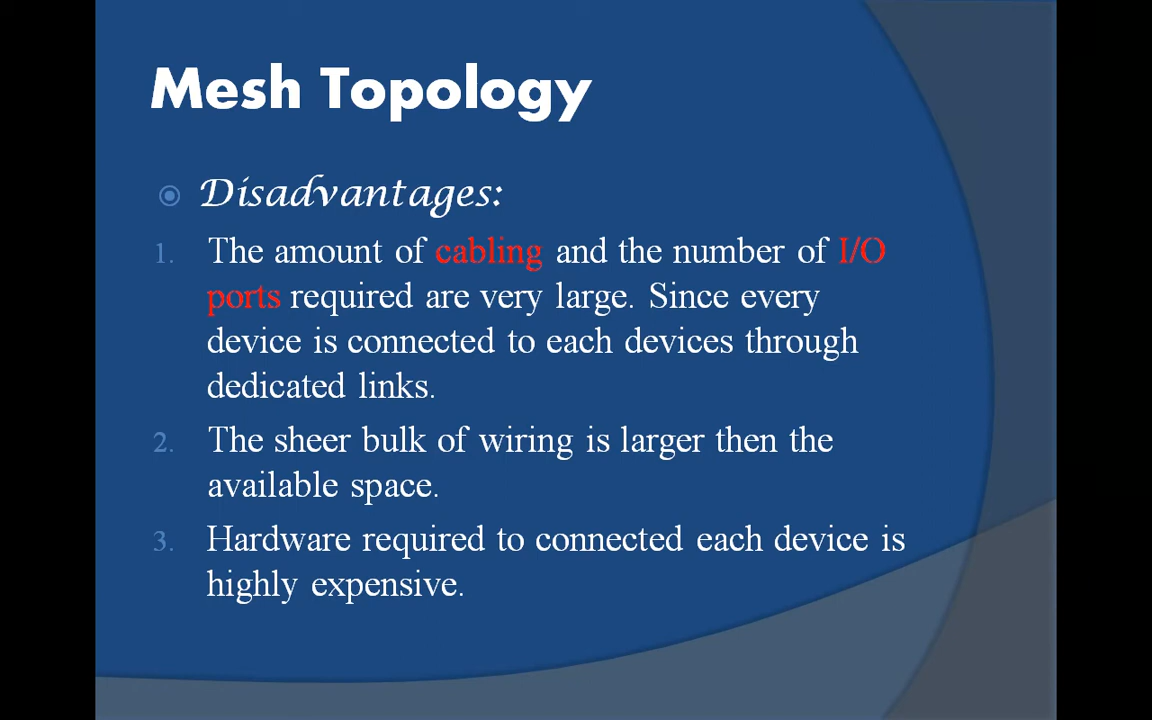 Mesh Topology
Disadvantages:
1. The amount of cabling and the number of I/O
ports required are very large. Since every
device is connected to each devices through
dedicated links.
2. The sheer bulk of wiring is larger then the
available space.
3. Hardware required to connected each device is
highly expensive.